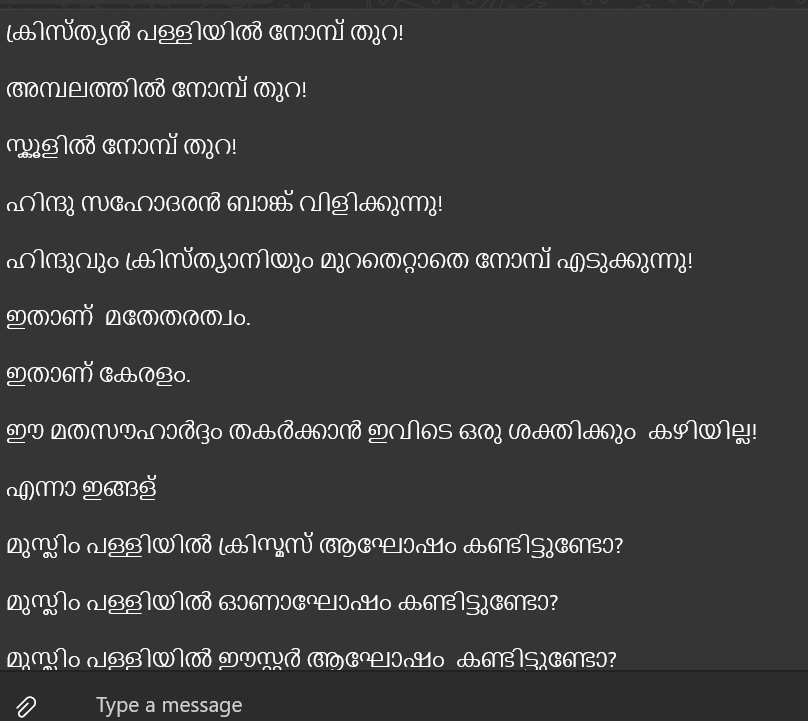 ക്രിസ്ത്യൻ പള്ളിയിൽ നോമ്പ് തുറ!
അമ്പലത്തിൽ നോമ്പ് തുറ!
സ്കൂളിൽ നോമ്പ് തുറ!
ഹിന്ദു സഹോദരൻ ബാങ്ക് വിളിക്കുന്നു!
ഹിന്ദുവും ക്രിസ്ത്യാനിയും മുറതെറ്റാതെ നോമ്പ് എടുക്കുന്നു!
ഇതാണ് മതേതരത്വം.
ഇതാണ് കേരളം.
ഈ മതസൗഹാർദ്ദം തകർക്കാൻ ഇവിടെ ഒരു ശക്തിക്കും കഴിയില്ല!
എന്നാ ഇങ്ങള്
മുസ്ലിം പള്ളിയിൽ ക്രിസ്മസ് ആഘോഷം കണ്ടിട്ടുണ്ടോ?
മുസ്ലിം പള്ളിയിൽ ഓണാഘോഷം കണ്ടിട്ടുണ്ടോ?
മുസ്ലിം പള്ളിയിൽ ഈസ്റ്റർ ആഘോഷം കണ്ടിട്ടുണ്ടോ?
Type a message